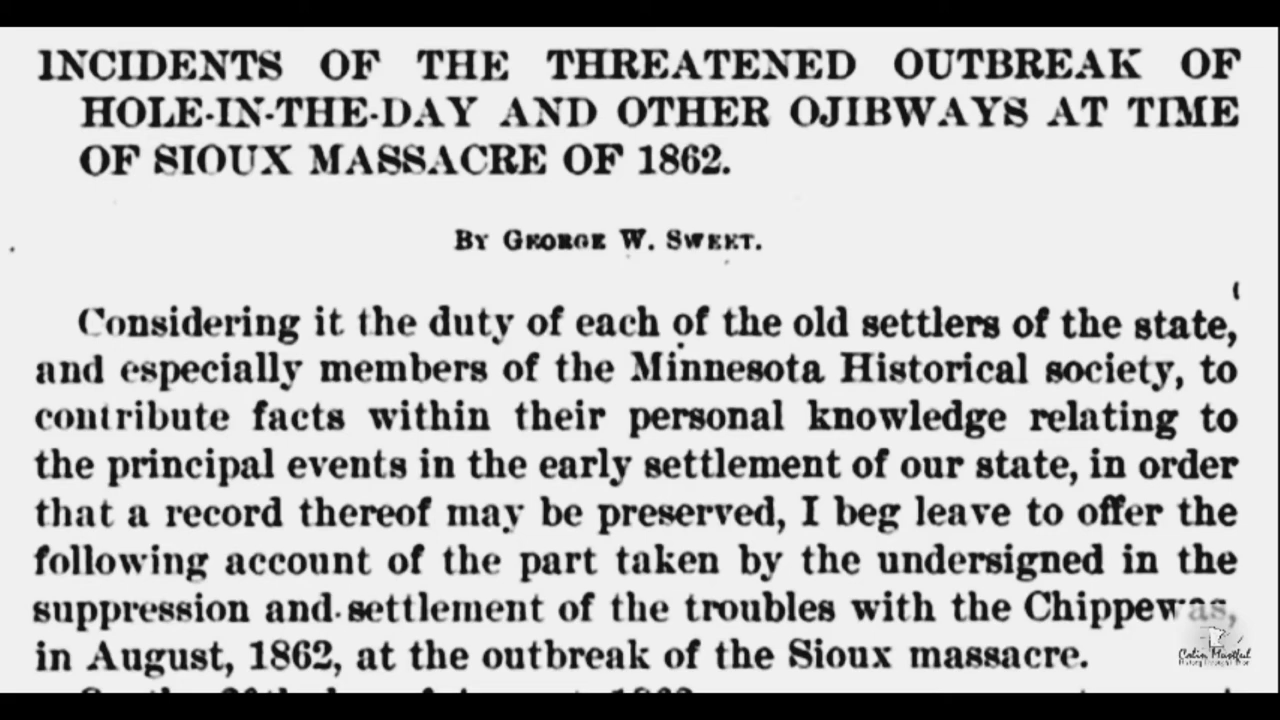 INCIDENTS OF THE THREATENED OUTBREAK OF
HOLE-IN-THE-DAY AND OTHER OJIBWAYS AT TIME
OF SIOUX MASSACRE OF 1862.
BY GEORGE W. SWEET.
Considering it the duty of each of the old settlers of the state,
and especially members of the Minnesota Historical society, to
contribute facts within their personal knowledge relating to
the principal events in the early settlement of our state, in order
that a record thereof may be preserved, I beg leave to offer the
following account of the part taken by the undersigned in the
suppression and settlement of the troubles with the Chippewas,
in August, 1862, at the outbreak of the Sioux massacre.
Colin Mustful